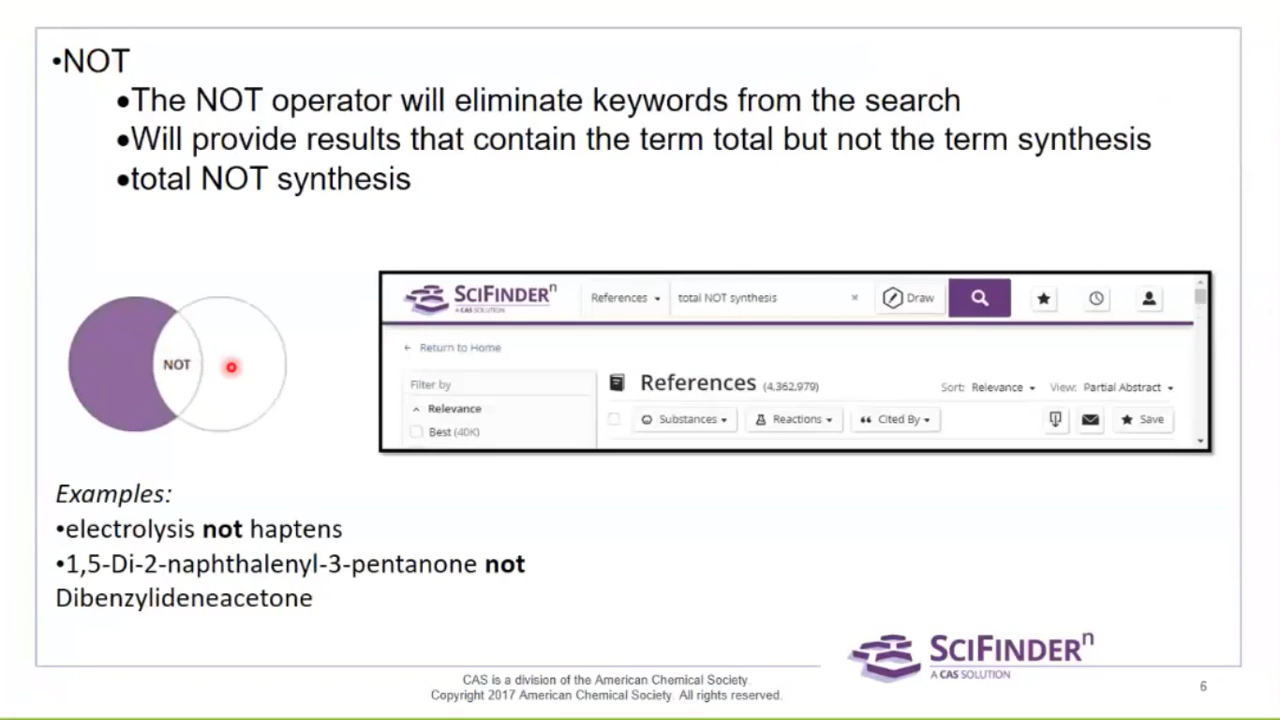 •NOT
•The NOT operator will eliminate keywords from the search
•Will provide results that contain the term total but not the term synthesis
•total NOT synthesis
NOT
SCIFINDERⁿ
A CAS SOLUTION
References
total NOT synthesis
×
Draw
Return to Home
Filter by
Relevance
Best (40K)
References (4,362,979)
Sort: Relevance
View: Partial Abstract
Substances
Reactions
Cited By
Save
Examples:
•electrolysis not haptens
•1,5-Di-2-naphthalenyl-3-pentanone not
Dibenzylideneacetone
SCIFINDERⁿ
A CAS SOLUTION
CAS is a division of the American Chemical Society.
Copyright 2017 American Chemical Society. All rights reserved.
6